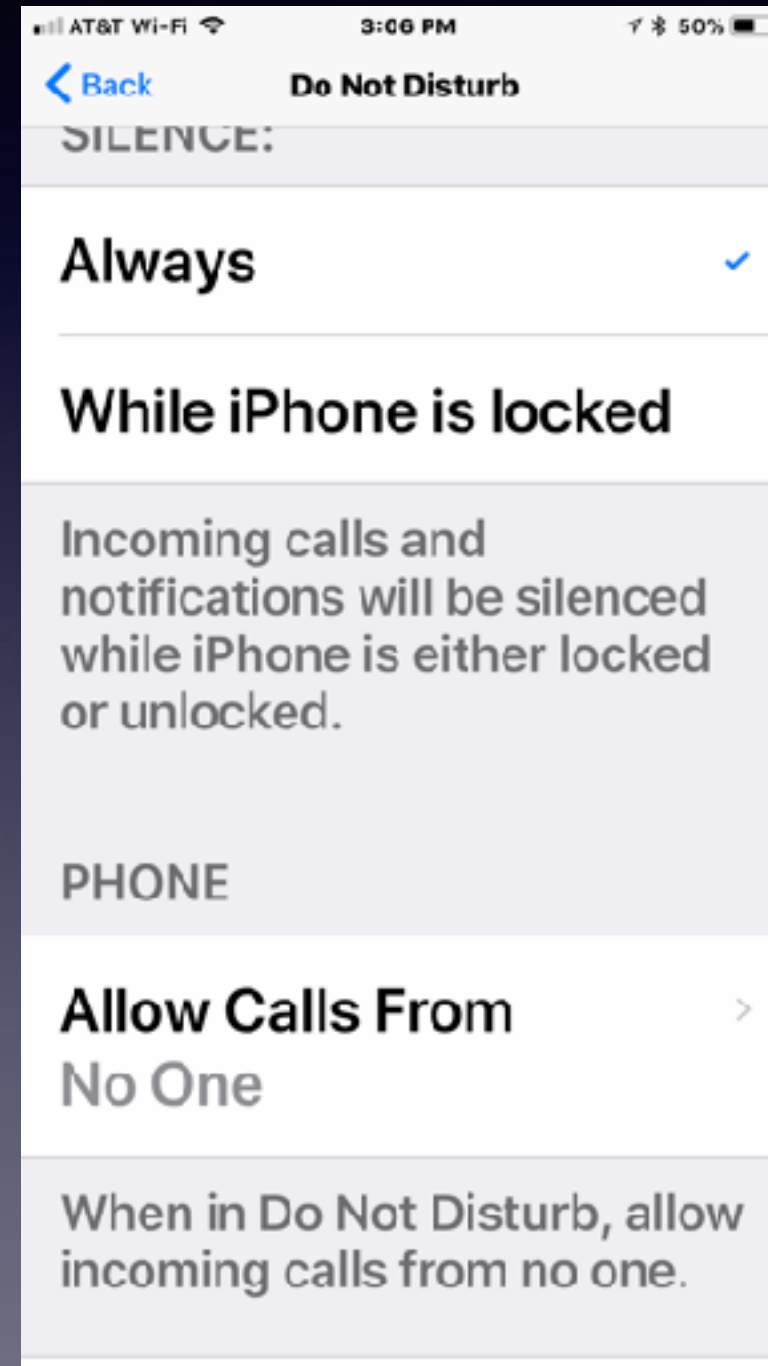 AT&T Wi-Fi 3:06 PM 50%
Back Do Not Disturb
SILENCE:
Always
While iPhone is locked
Incoming calls and
notifications will be silenced
while iPhone is either locked
or unlocked.
PHONE
Allow Calls From
No One
When in Do Not Disturb, allow
incoming calls from no one.